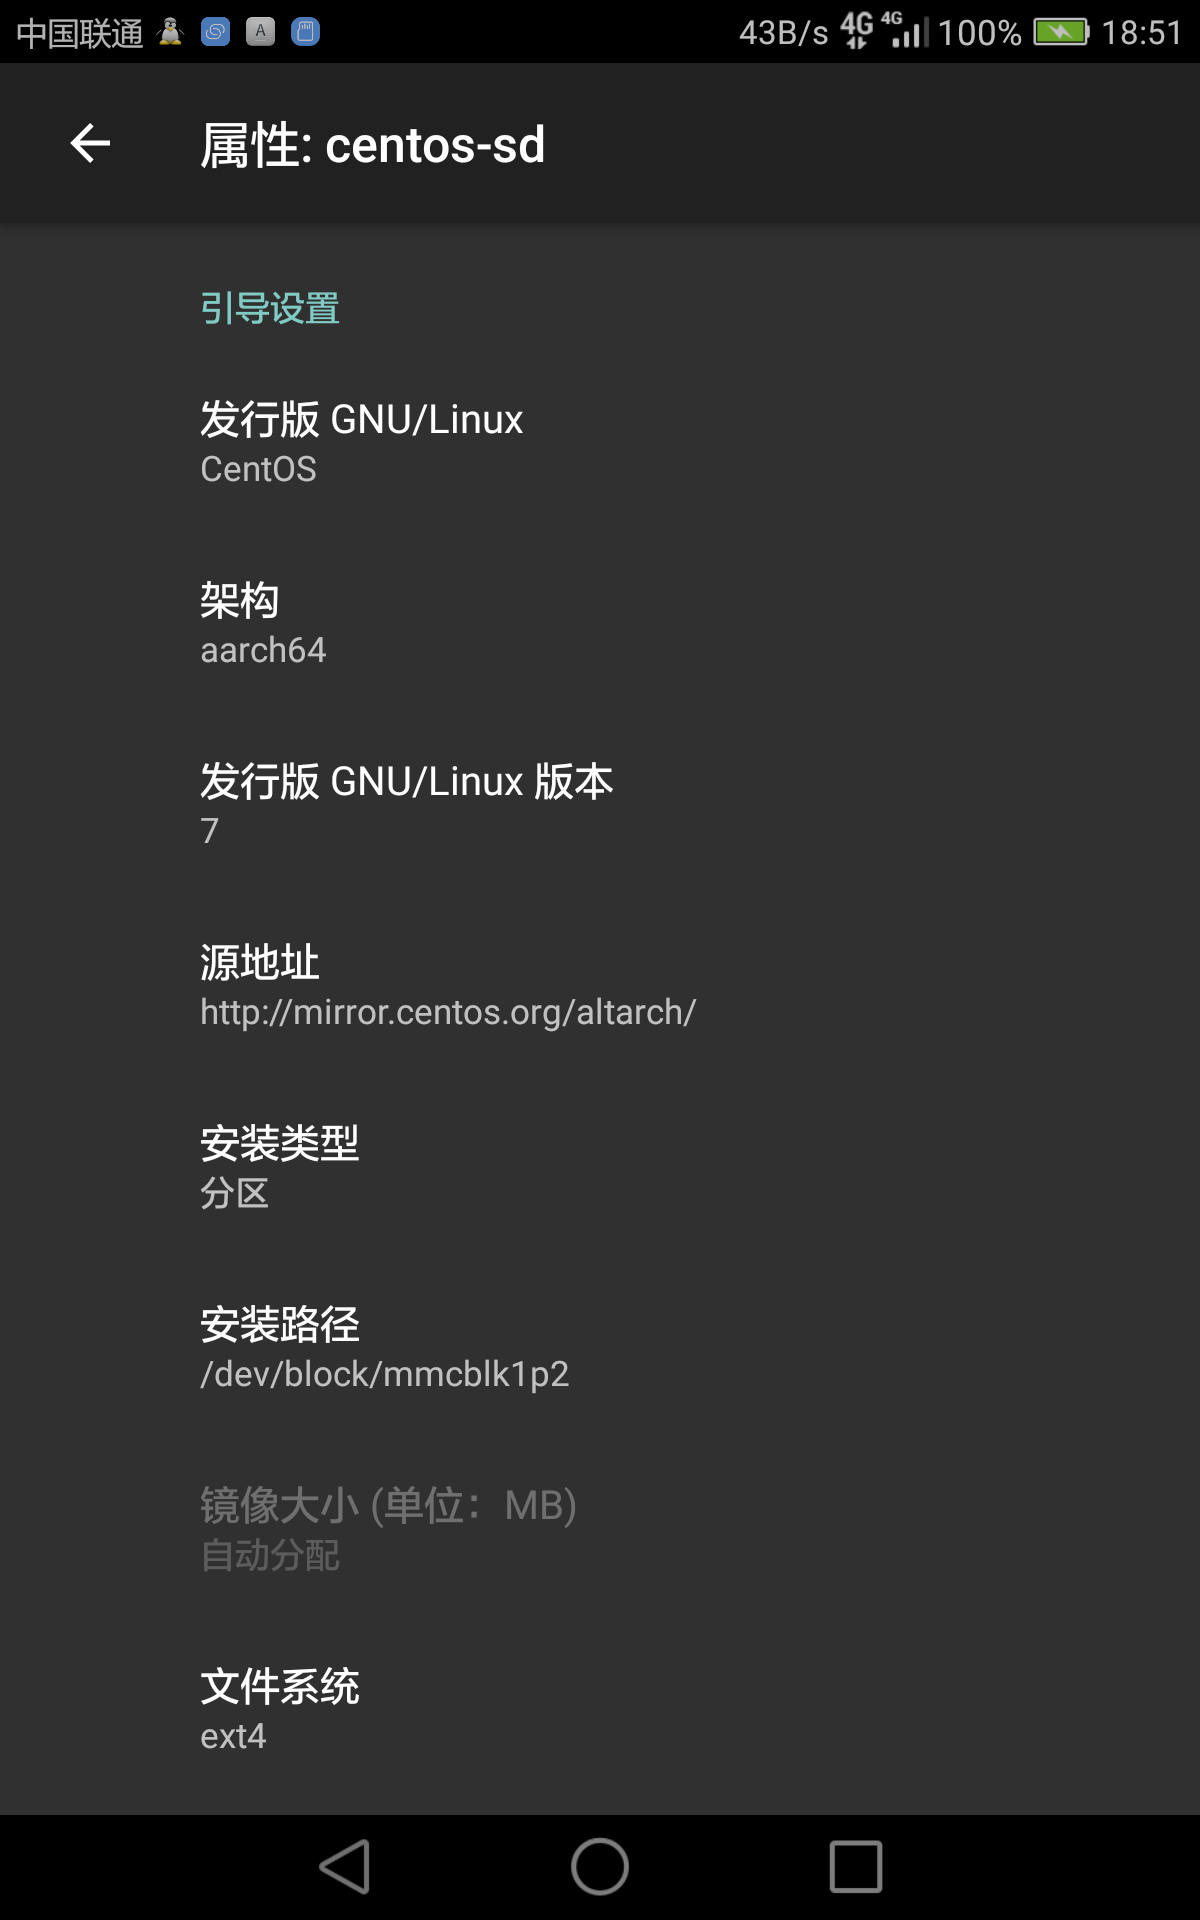 中国联通 43B/s 4G 4G 100% 18:51
属性: centos-sd
引导设置
发行版 GNU/Linux
CentOS
架构
aarch64
发行版 GNU/Linux 版本
7
源地址
http://mirror.centos.org/altarch/
安装类型
分区
安装路径
/dev/block/mmcblk1p2
镜像大小 (单位：MB)
自动分配
文件系统
ext4